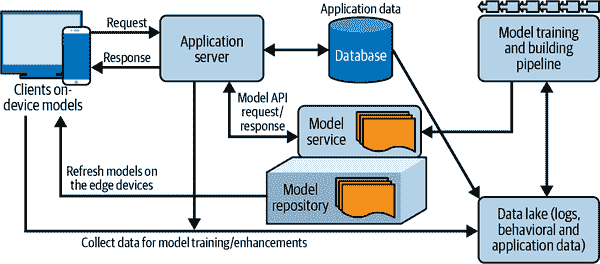 Request
Response
Clients on-
device models
Application
server
Application data
Database
Model training
and building
pipeline
Model API
request/
response
Model
service
Refresh models on
the edge devices
Model
repository
Data lake (logs,
behavioral and
application data)
Collect data for model training/enhancements